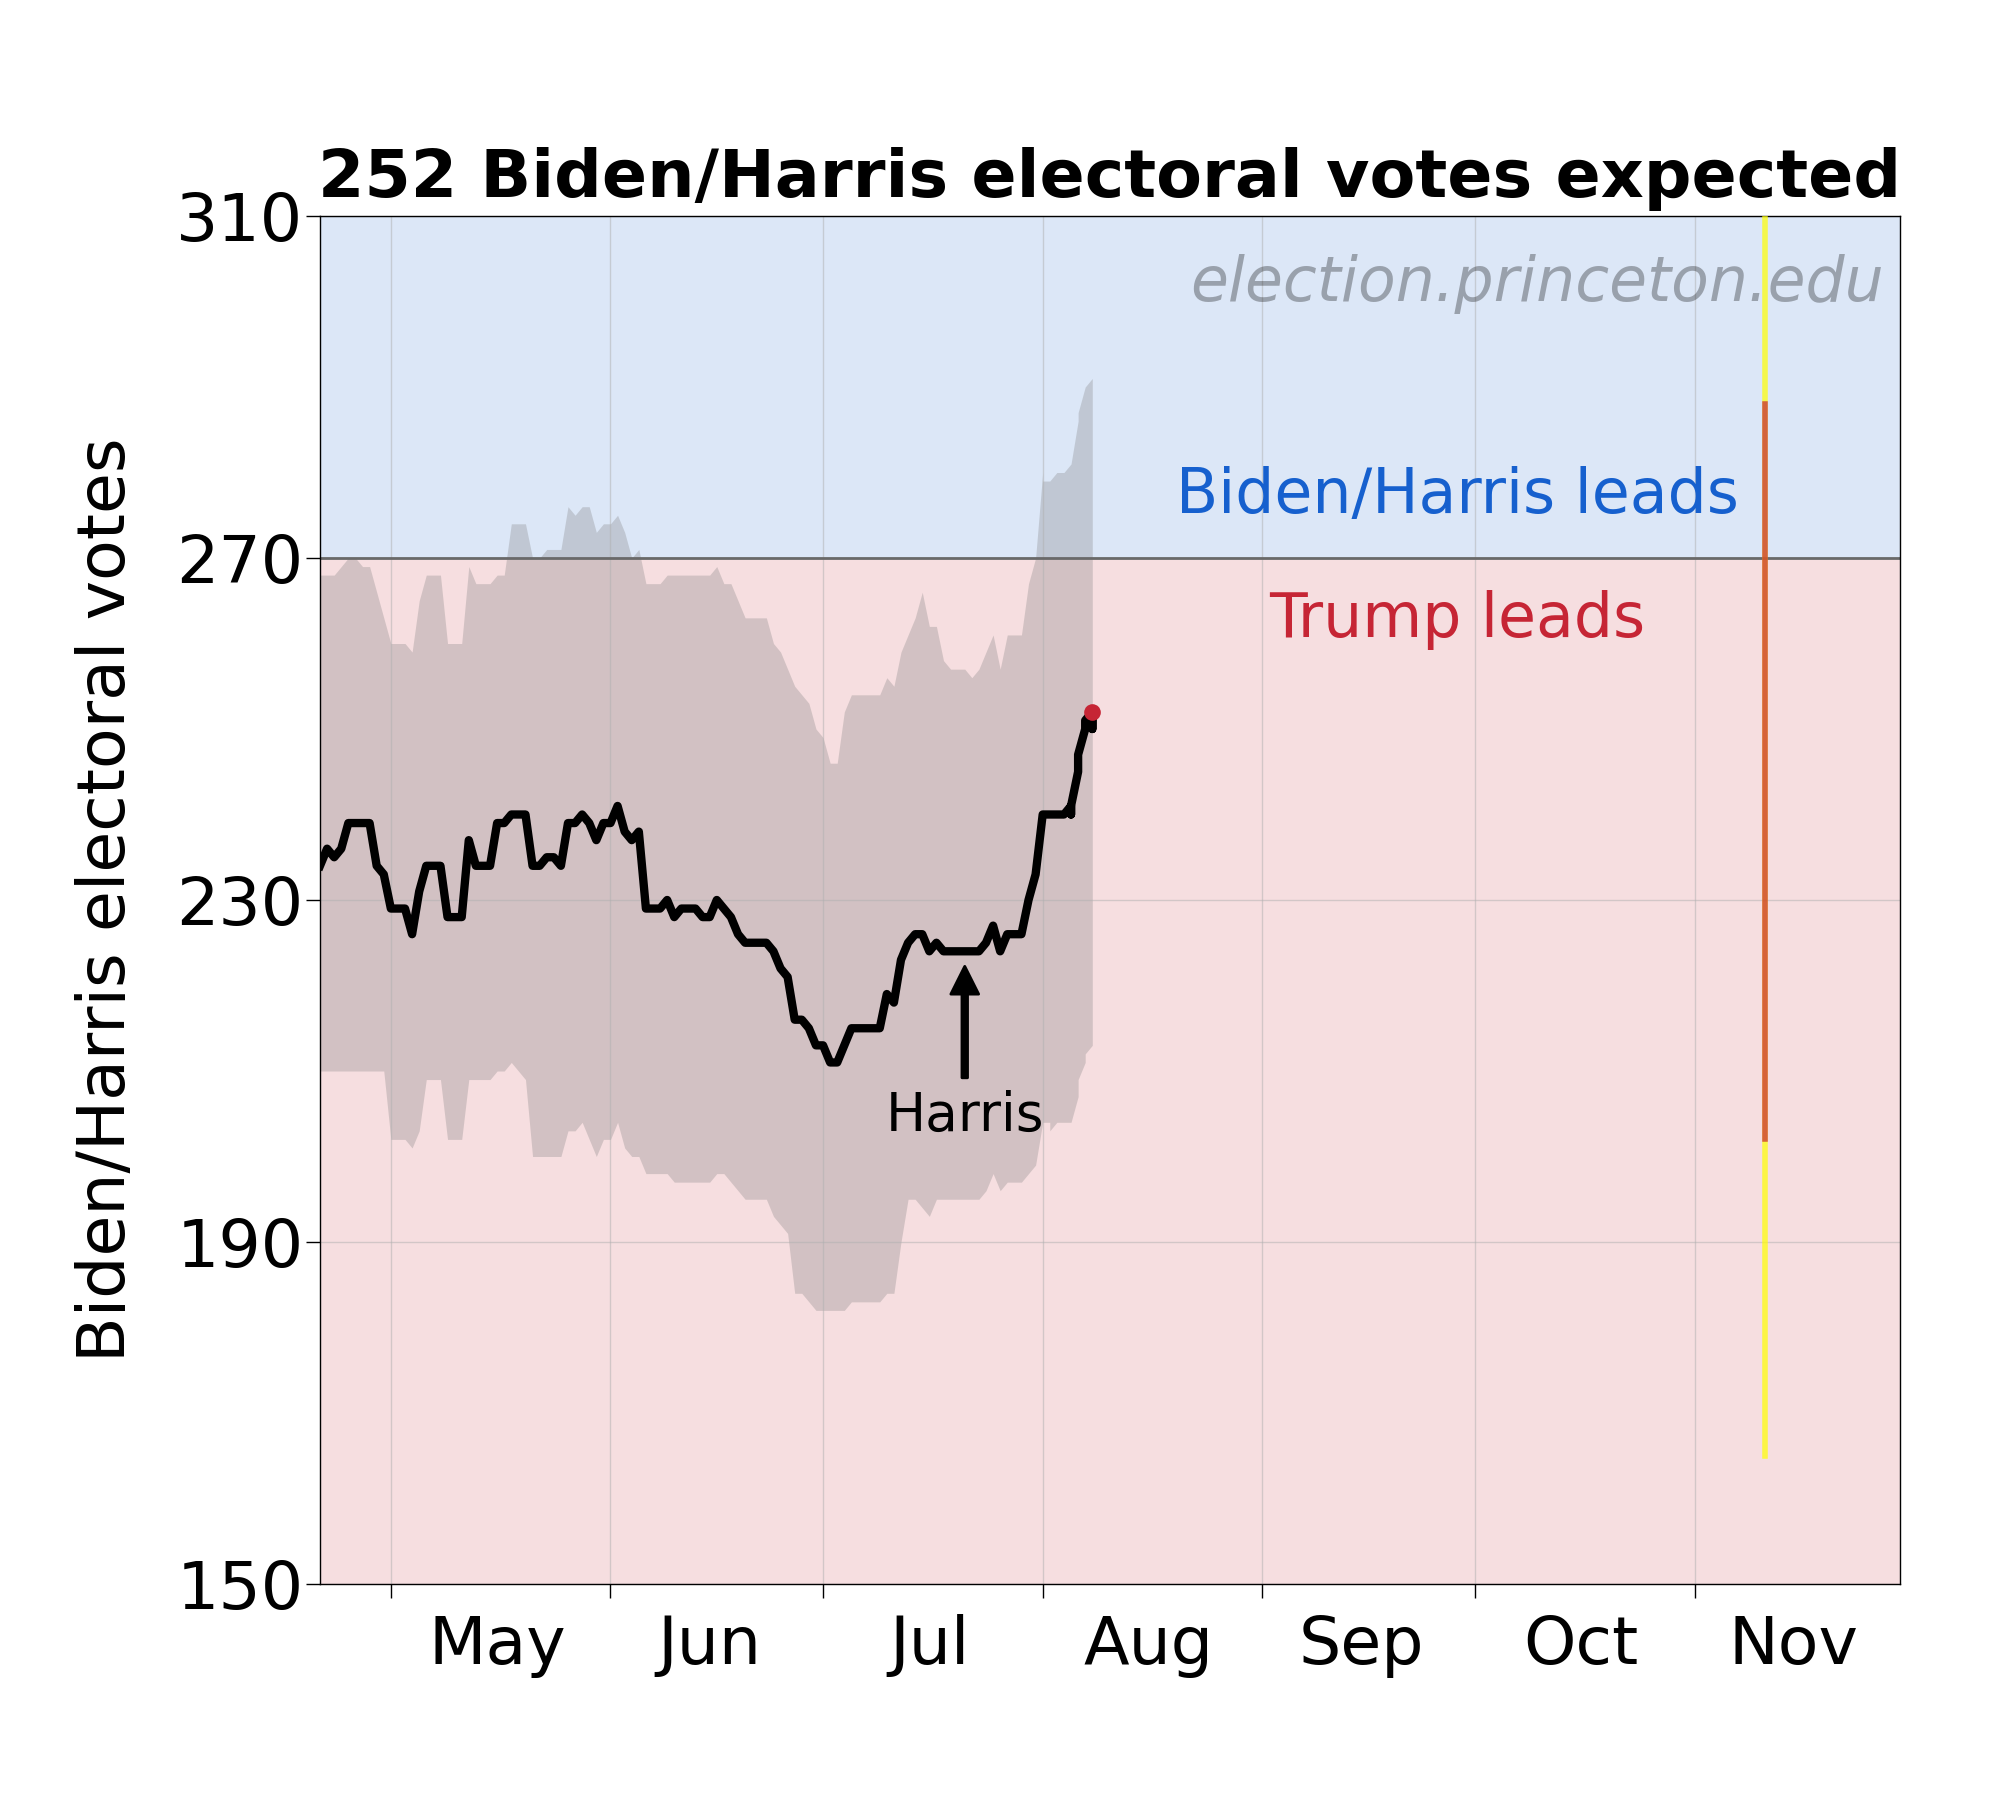 252 Biden/Harris electoral votes expected
310
election.princeton.edu
Biden/Harris leads
270
Trump leads
230
Harris
190
150
Biden/Harris electoral votes
May Jun Jul Aug Sep Oct Nov